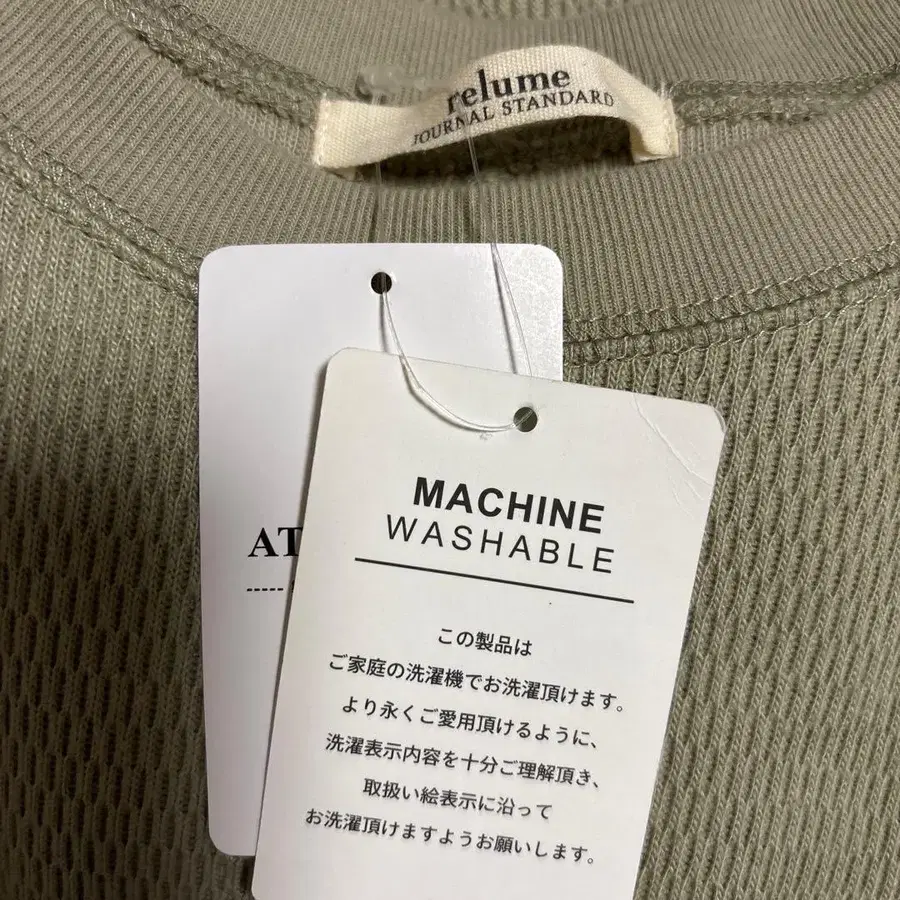 relume
JOURNAL STANDARD
AT
-----
MACHINE
WASHABLE
この製品は
ご家庭の洗濯機でお洗濯頂けます。
より永くご愛用頂けるように、
洗濯表示内容を十分ご理解頂き、
取扱い絵表示に沿って
お洗濯頂けますようお願いします。